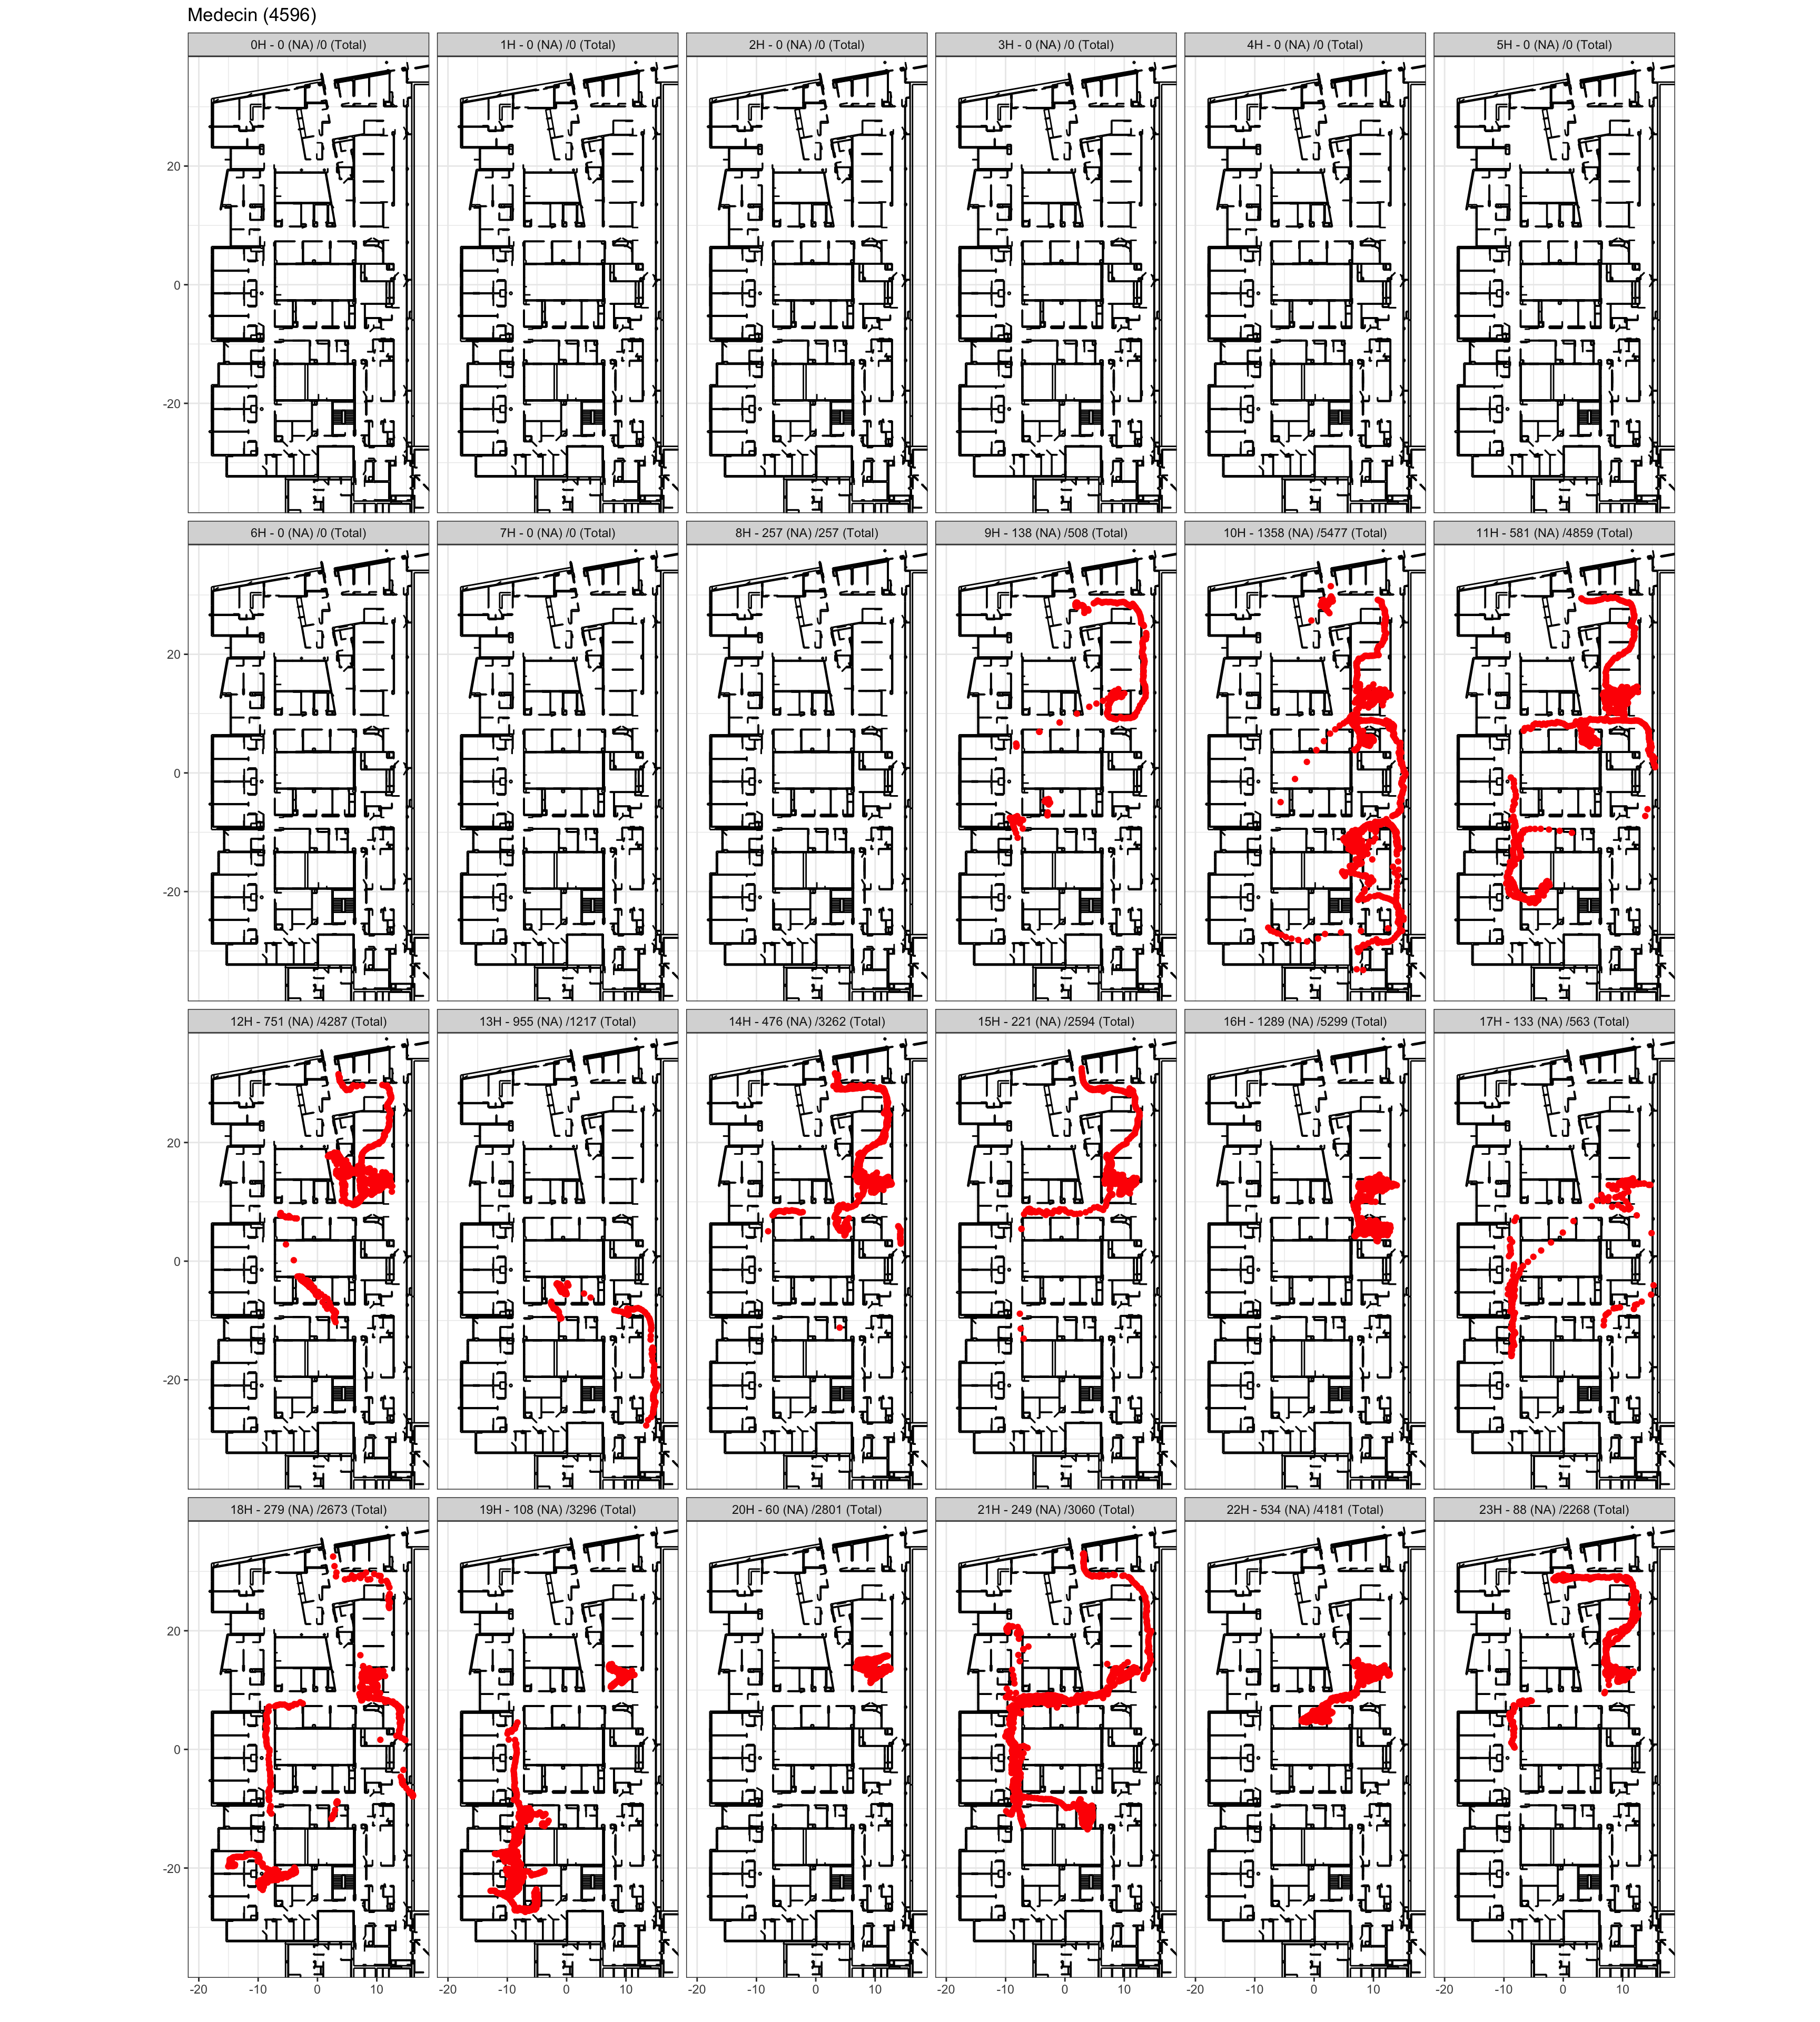 Medecin (4596)
0H - 0 (NA) /0 (Total)
1H - 0 (NA) /0 (Total)
2H - 0 (NA) /0 (Total)
3H - 0 (NA) /0 (Total)
4H - 0 (NA) /0 (Total)
5H - 0 (NA) /0 (Total)
20
0
-20
6H - 0 (NA) /0 (Total)
7H - 0 (NA) /0 (Total)
8H - 257 (NA) /257 (Total)
9H - 138 (NA) /508 (Total)
10H - 1358 (NA) /5477 (Total)
11H - 581 (NA) /4859 (Total)
20
0
-20
12H - 751 (NA) /4287 (Total)
13H - 955 (NA) /1217 (Total)
14H - 476 (NA) /3262 (Total)
15H - 221 (NA) /2594 (Total)
16H - 1289 (NA) /5299 (Total)
17H - 133 (NA) /563 (Total)
20
0
-20
18H - 279 (NA) /2673 (Total)
19H - 108 (NA) /3296 (Total)
20H - 60 (NA) /2801 (Total)
21H - 249 (NA) /3060 (Total)
22H - 534 (NA) /4181 (Total)
23H - 88 (NA) /2268 (Total)
20
0
-20
-20 -10 0 10
-20 -10 0 10
-20 -10 0 10
-20 -10 0 10
-20 -10 0 10
-20 -10 0 10